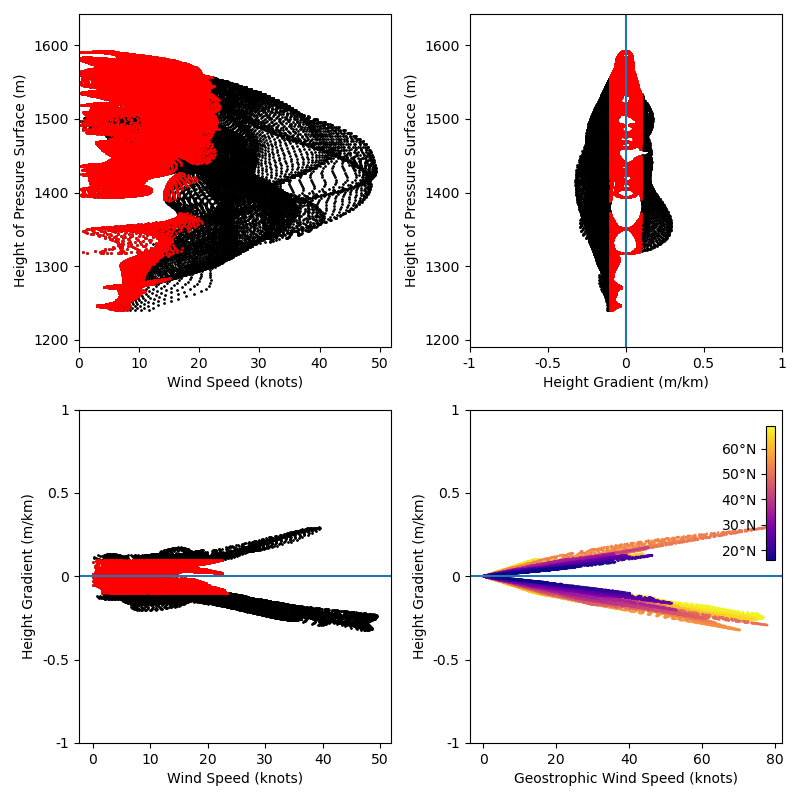 Height of Pressure Surface (m)
1600
1500
1400
1300
1200
0 10 20 30 40 50
Wind Speed (knots)
Height of Pressure Surface (m)
1600
1500
1400
1300
1200
-1 -0.5 0 0.5 1
Height Gradient (m/km)
Height Gradient (m/km)
1
0.5
0
-0.5
-1
0 10 20 30 40 50
Wind Speed (knots)
Height Gradient (m/km)
1
0.5
0
-0.5
-1
60°N
50°N
40°N
30°N
20°N
0 20 40 60 80
Geostrophic Wind Speed (knots)